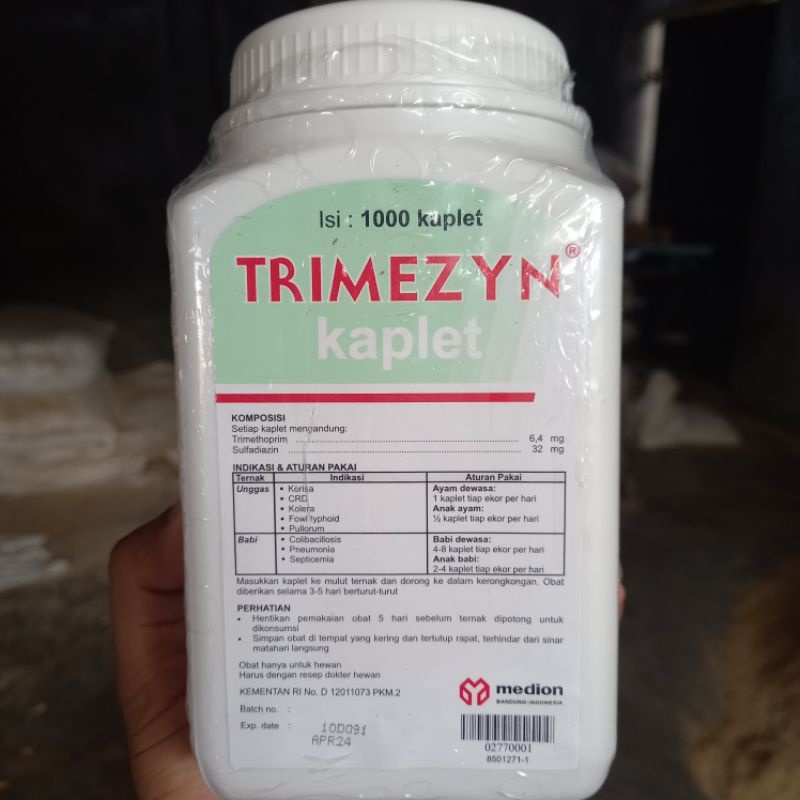 Isi : 1000 kaplet
TRIMEZYN®
kaplet
KOMPOSISI
Setiap kaplet mengandung:
Trimethoprim ........................ 6,4 mg
Sulfadiazin ........................ 32 mg
INDIKASI & ATURAN PAKAI
Ternak Indikasi Aturan Pakai
Unggas • Korisa Ayam dewasa:
• CRD 1 kaplet tiap ekor per hari
• Kolera Anak ayam:
• Fowl typhoid ½ kaplet tiap ekor per hari
• Pullorum
Babi • Colibacillosis Babi dewasa:
• Pneumonia 4-8 kaplet tiap ekor per hari
• Septicemia Anak babi:
2-4 kaplet tiap ekor per hari
Masukkan kaplet ke mulut ternak dan dorong ke dalam kerongkongan. Obat
diberikan selama 3-5 hari berturut-turut
PERHATIAN
• Hentikan pemakaian obat 5 hari sebelum ternak dipotong untuk
dikonsumsi
• Simpan obat di tempat yang kering dan tertutup rapat, terhindar dari sinar
matahari langsung
Obat hanya untuk hewan
Harus dengan resep dokter hewan
KEMENTAN RI No. D 12011073 PKM.2
medion
BANDUNG-INDONESIA
Batch no. :
Exp. date : 10D091
APR24
02770001
8501271-1